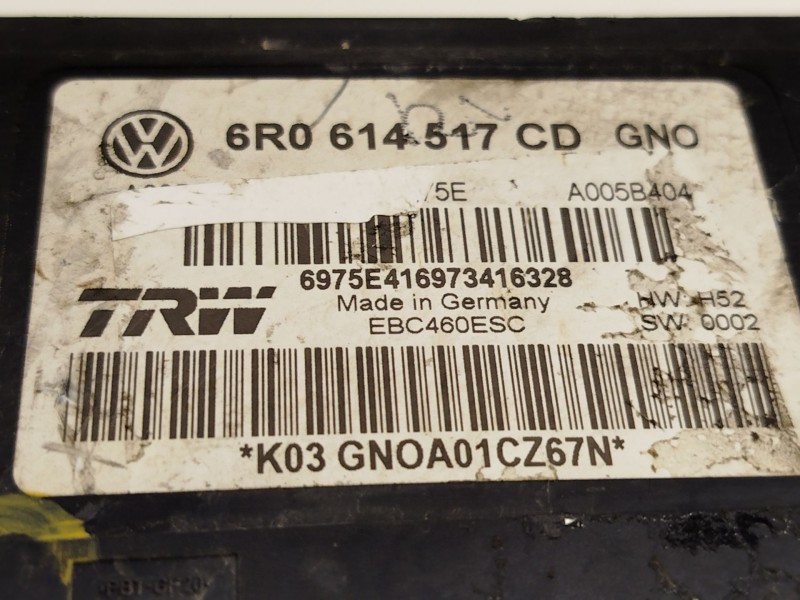 6R0 614 517 CD GNO
/5E A005B404
6975E416973416328
TRW
Made in Germany
EBC460ESC
HW H52
SW 0002
*K03 GNOA01CZ67N*